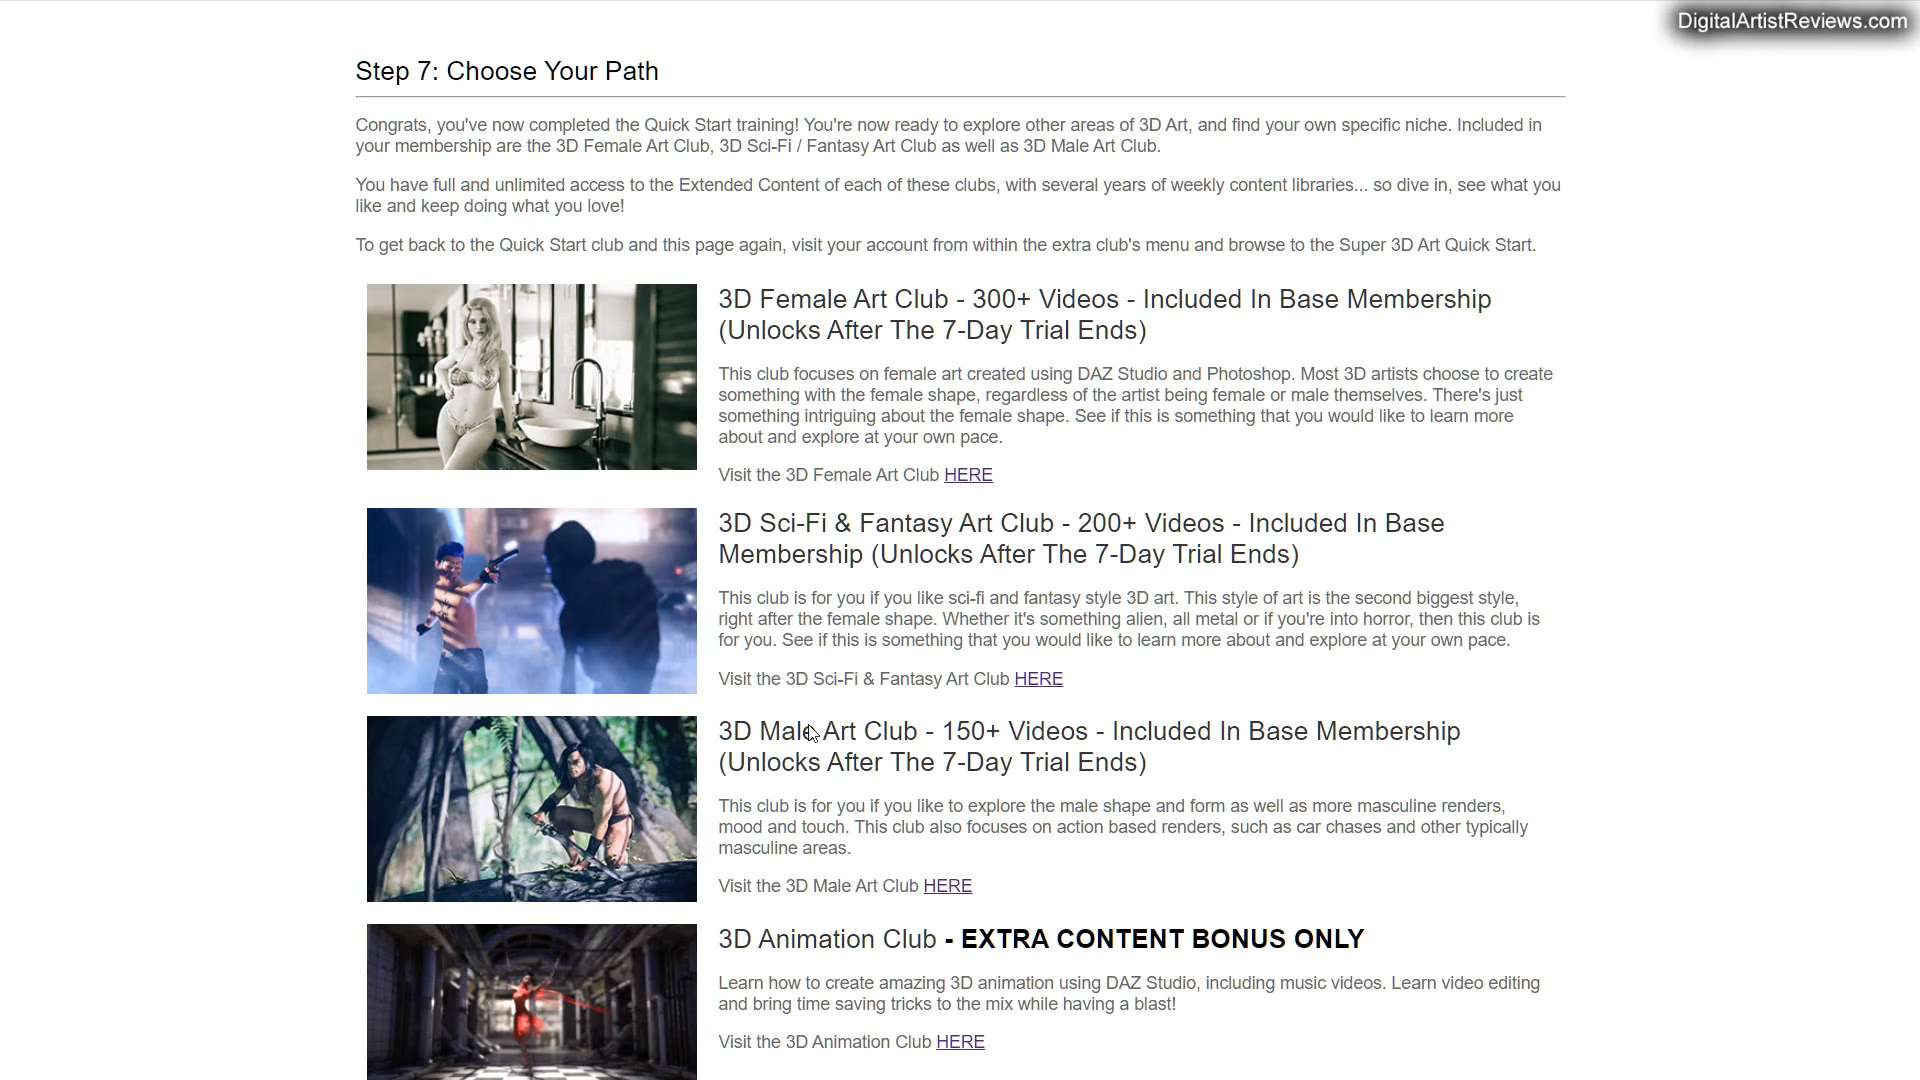 DigitalArtistReviews.com
Step 7: Choose Your Path
Congrats, you've now completed the Quick Start training! You're now ready to explore other areas of 3D Art, and find your own specific niche. Included in
your membership are the 3D Female Art Club, 3D Sci-Fi / Fantasy Art Club as well as 3D Male Art Club.
You have full and unlimited access to the Extended Content of each of these clubs, with several years of weekly content libraries... so dive in, see what you
like and keep doing what you love!
To get back to the Quick Start club and this page again, visit your account from within the extra club's menu and browse to the Super 3D Art Quick Start.
3D Female Art Club - 300+ Videos - Included In Base Membership
(Unlocks After The 7-Day Trial Ends)
This club focuses on female art created using DAZ Studio and Photoshop. Most 3D artists choose to create
something with the female shape, regardless of the artist being female or male themselves. There's just
something intriguing about the female shape. See if this is something that you would like to learn more
about and explore at your own pace.
Visit the 3D Female Art Club HERE
3D Sci-Fi & Fantasy Art Club - 200+ Videos - Included In Base
Membership (Unlocks After The 7-Day Trial Ends)
This club is for you if you like sci-fi and fantasy style 3D art. This style of art is the second biggest style,
right after the female shape. Whether it's something alien, all metal or if you're into horror, then this club is
for you. See if this is something that you would like to learn more about and explore at your own pace.
Visit the 3D Sci-Fi & Fantasy Art Club HERE
3D Male Art Club - 150+ Videos - Included In Base Membership
(Unlocks After The 7-Day Trial Ends)
This club is for you if you like to explore the male shape and form as well as more masculine renders,
mood and touch. This club also focuses on action based renders, such as car chases and other typically
masculine areas.
Visit the 3D Male Art Club HERE
3D Animation Club - EXTRA CONTENT BONUS ONLY
Learn how to create amazing 3D animation using DAZ Studio, including music videos. Learn video editing
and bring time saving tricks to the mix while having a blast!
Visit the 3D Animation Club HERE